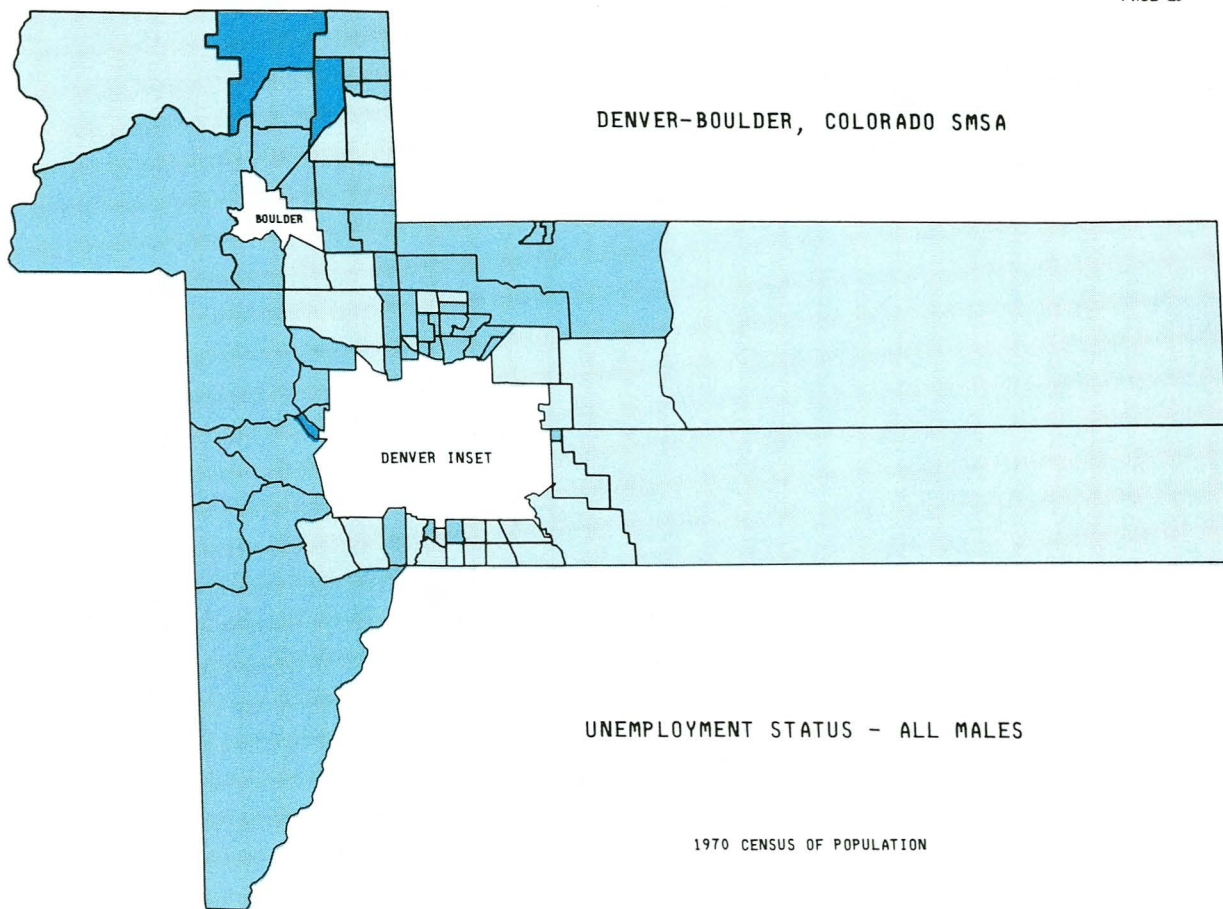 DENVER-BOULDER, COLORADO SMSA
BOULDER
DENVER INSET
UNEMPLOYMENT STATUS - ALL MALES
1970 CENSUS OF POPULATION